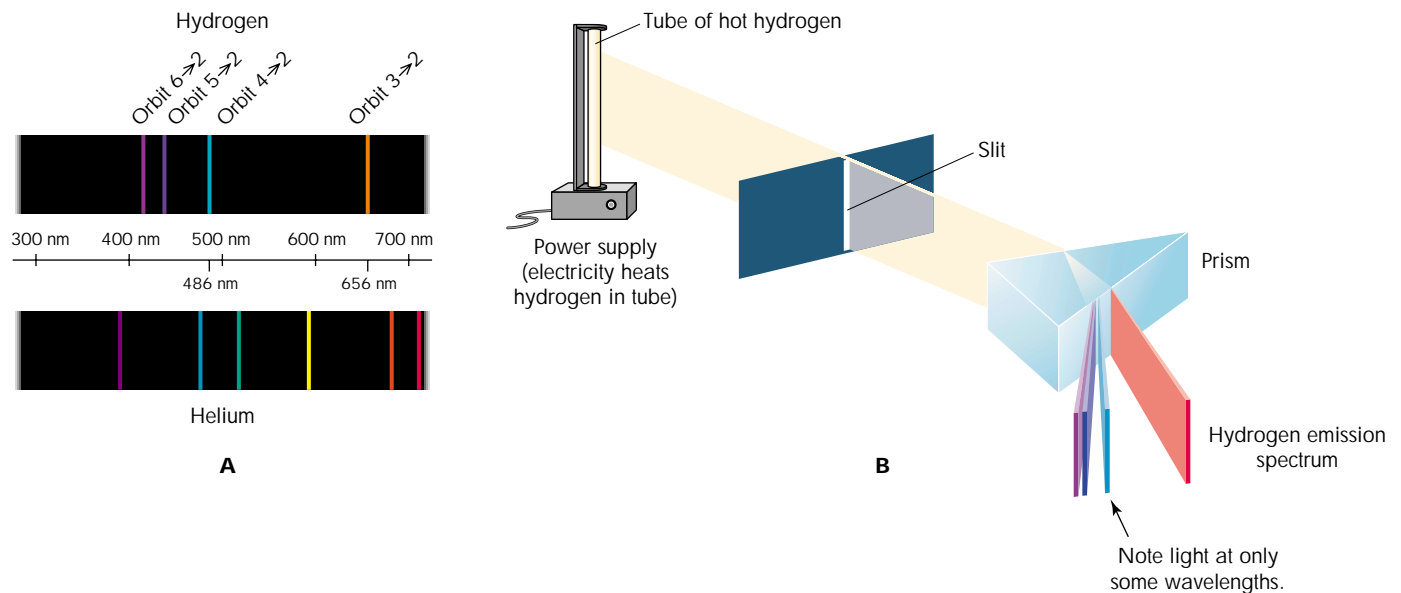 Hydrogen
Orbit 6→2
Orbit 5→2
Orbit 4→2
Orbit 3→2
300 nm 400 nm 500 nm 600 nm 700 nm
486 nm 656 nm
Helium
A
Tube of hot hydrogen
Slit
Power supply
(electricity heats
hydrogen in tube)
Prism
Hydrogen emission
spectrum
B
Note light at only
some wavelengths.